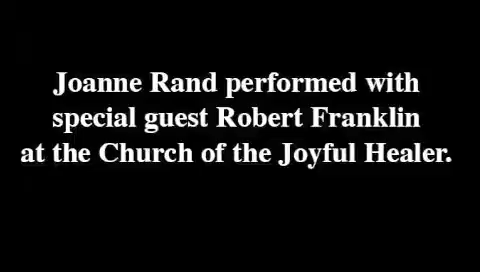 Joanne Rand performed with
special guest Robert Franklin
at the Church of the Joyful Healer.